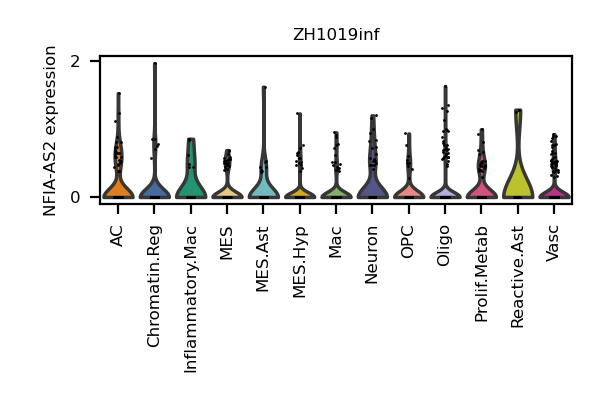 ZH1019inf
NFIA-AS2 expression
2
0
AC
Chromatin.Reg
Inflammatory.Mac
MES
MES.Ast
MES.Hyp
Mac
Neuron
OPC
Oligo
Prolif.Metab
Reactive.Ast
Vasc